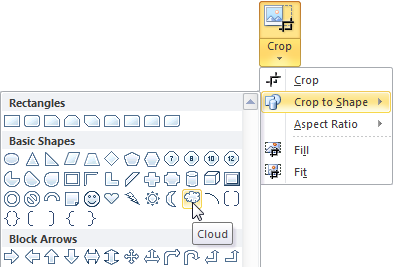 Crop
Crop
Crop to Shape
Aspect Ratio
Fill
Fit
Rectangles
Basic Shapes
7 8 10 12
Cloud
Block Arrows